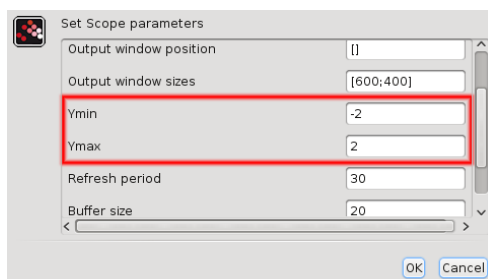 Set Scope parameters
Output window position []
Output window sizes [600;400]
Ymin -2
Ymax 2
Refresh period 30
Buffer size 20
OK Cancel